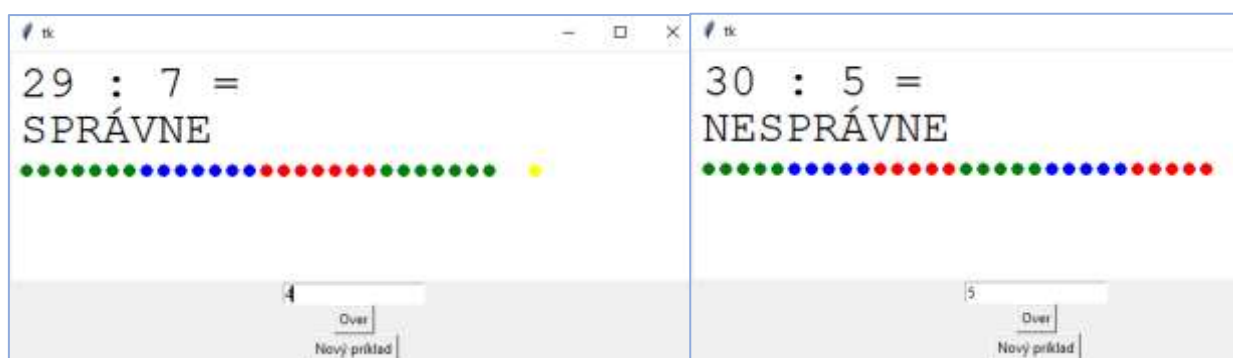 tk
29 : 7 =
SPRÁVNE
4
Over
Nový príklad
tk
30 : 5 =
NESPRÁVNE
5
Over
Nový príklad